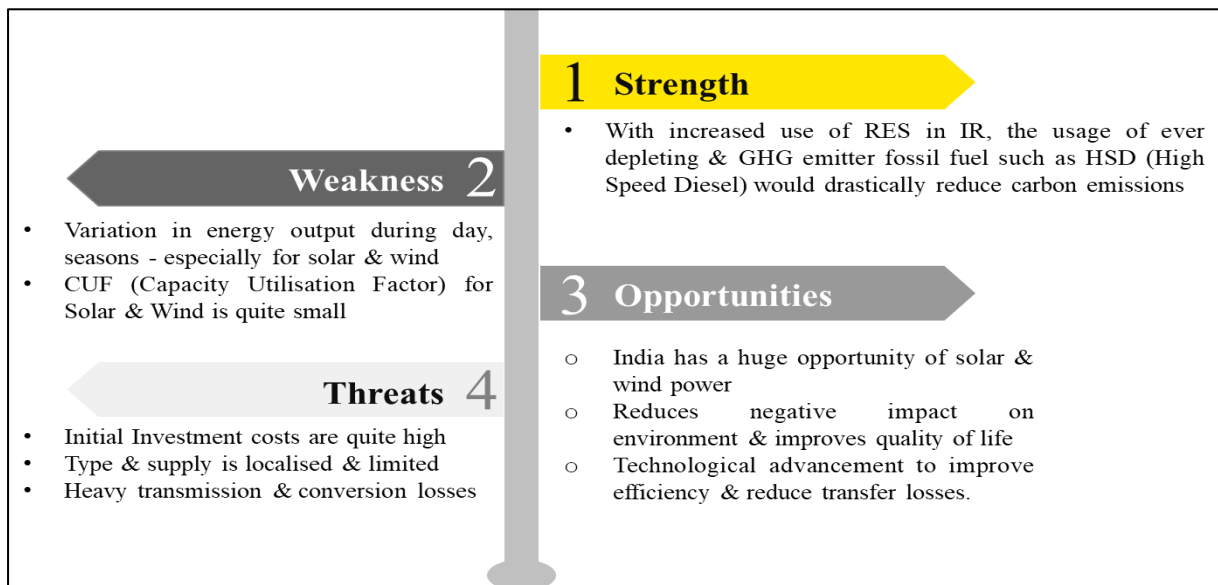 1 Strength
• With increased use of RES in IR, the usage of ever
depleting & GHG emitter fossil fuel such as HSD (High
Speed Diesel) would drastically reduce carbon emissions
Weakness 2
• Variation in energy output during day,
seasons - especially for solar & wind
• CUF (Capacity Utilisation Factor) for
Solar & Wind is quite small
3 Opportunities
o India has a huge opportunity of solar &
wind power
o Reduces negative impact on
environment & improves quality of life
o Technological advancement to improve
efficiency & reduce transfer losses.
Threats 4
• Initial Investment costs are quite high
• Type & supply is localised & limited
• Heavy transmission & conversion losses